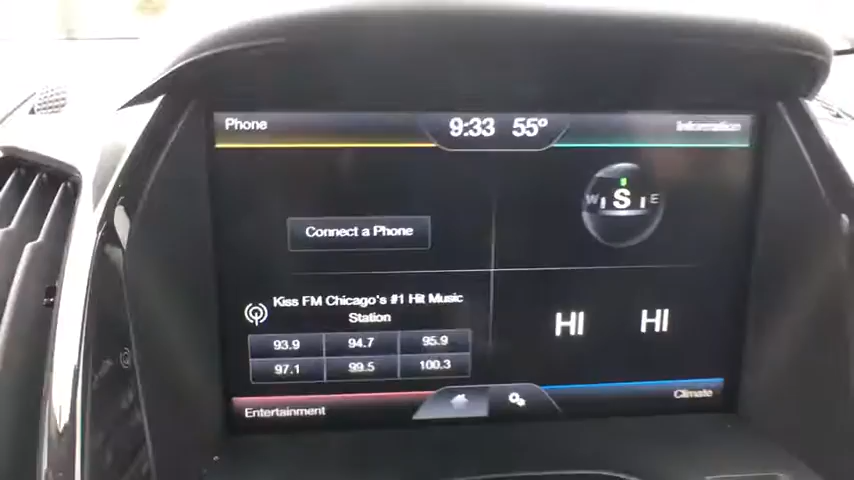 Phone
9:33 55°
Information
Connect a Phone
W S E
Kiss FM Chicago's #1 Hit Music
Station
93.9 94.7 95.9
97.1 99.5 100.3
HI HI
Entertainment
Climate